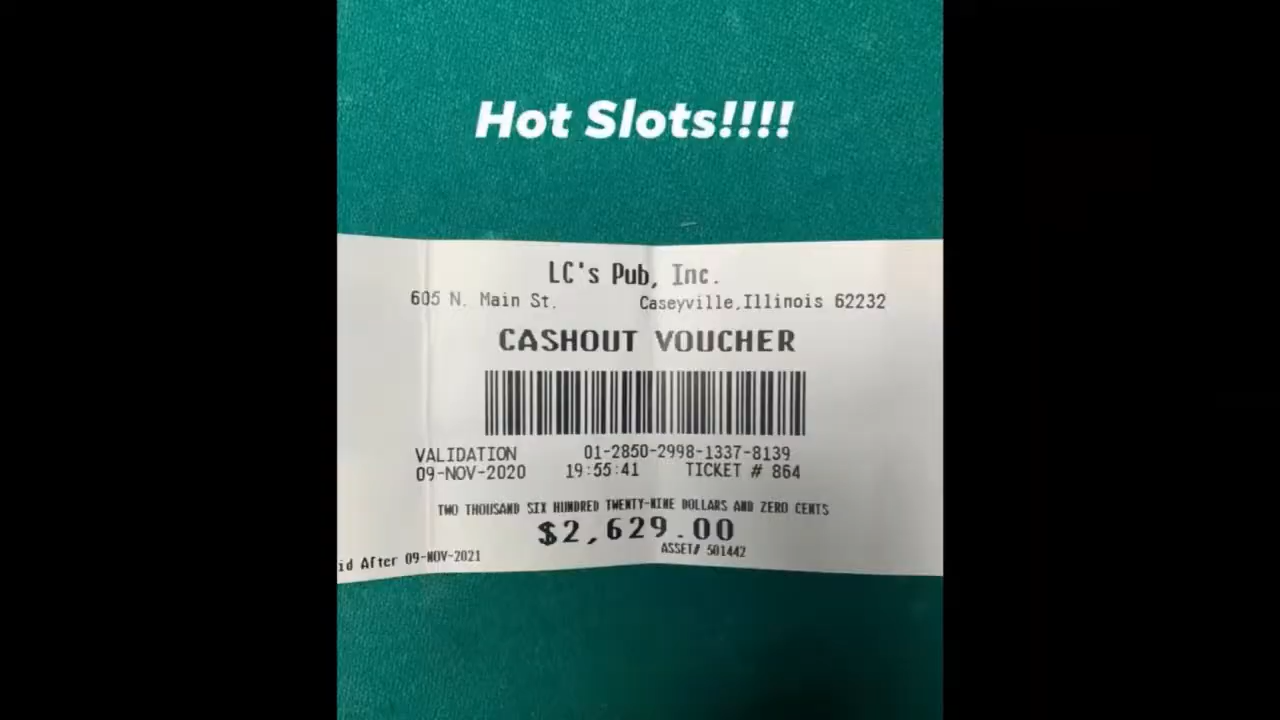 Hot Slots!!!!
LC's Pub, Inc.
605 N. Main St. Caseyville,Illinois 62232
CASHOUT VOUCHER
VALIDATION 01-2850-2998-1337-8139
09-NOV-2020 19:55:41 TICKET # 864
TWO THOUSAND SIX HUNDRED TWENTY-NINE DOLLARS AND ZERO CENTS
$2,629.00
id After 09-NOV-2021 ASSET# 501442